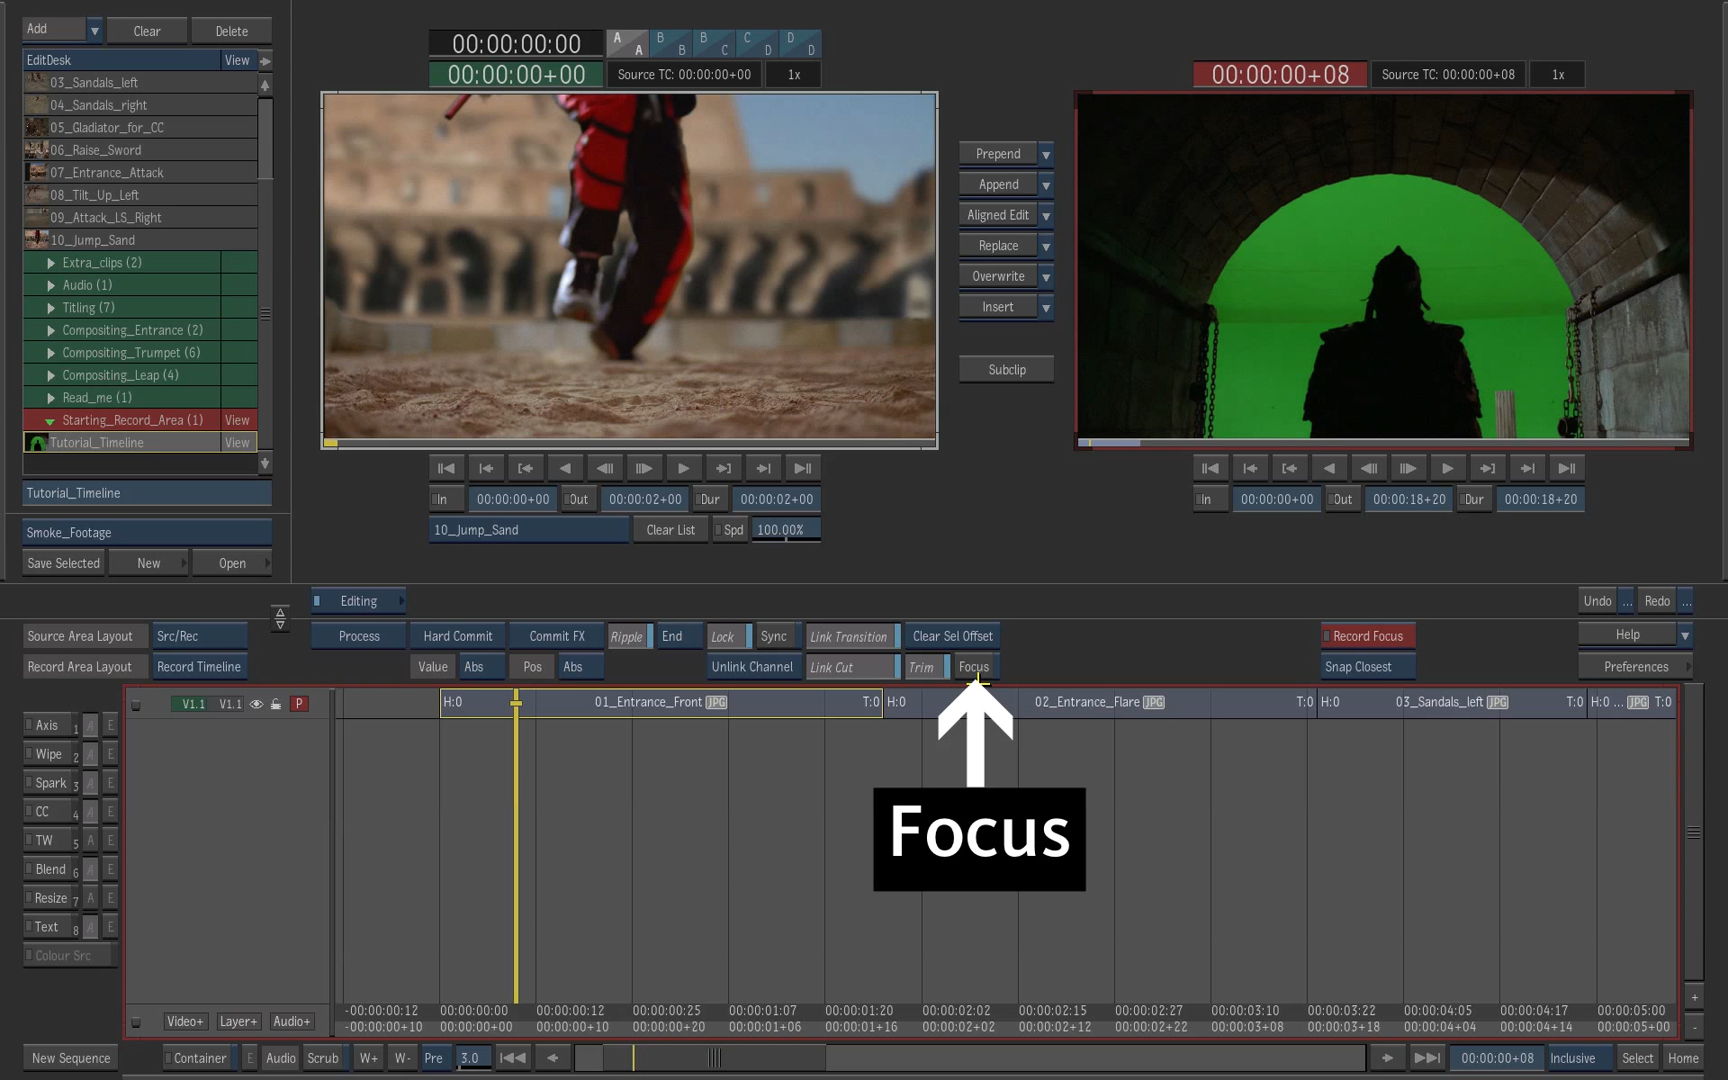 Add
Clear
Delete
EditDesk
View
03_Sandals_left
04_Sandals_right
05_Gladiator_for_CC
06_Raise_Sword
07_Entrance_Attack
08_Tilt_Up_Left
09_Attack_LS_Right
10_Jump_Sand
Extra_clips (2)
Audio (1)
Titling (7)
Compositing_Entrance (2)
Compositing_Trumpet (6)
Compositing_Leap (4)
Read_me (1)
Starting_Record_Area (1) View
Tutorial_Timeline View
Tutorial_Timeline
Smoke_Footage
Save Selected New Open
00:00:00:00 A A B B B C C D D D
00:00:00+00 Source TC: 00:00:00+00 1x
In 00:00:00+00 Out 00:00:02+00 Dur 00:00:02+00
10_Jump_Sand Clear List Spd 100.00%
Prepend
Append
Aligned Edit
Replace
Overwrite
Insert
Subclip
00:00:00+08 Source TC: 00:00:00+08 1x
In 00:00:00+00 Out 00:00:18+20 Dur 00:00:18+20
Editing
Undo ... Redo ...
Source Area Layout Src/Rec Process Hard Commit Commit FX Ripple End Lock Sync Link Transition Clear Sel Offset Record Focus Help
Record Area Layout Record Timeline Value Abs Pos Abs Unlink Channel Link Cut Trim Focus Snap Closest Preferences
V1.1 V1.1 P H:0 01_Entrance_Front JPG T:0 H:0 02_Entrance_Flare JPG T:0 H:0 03_Sandals_left JPG T:0 H:0 ... JPG T:0
Axis 1 A E
Wipe 2 A E
Spark 3 A E
CC 4 A E
TW 5 A E
Blend 6 A E
Resize 7 A E
Text 8 A E
Colour Src
Focus
-00:00:00:12 00:00:00:00 00:00:00:12 00:00:00:25 00:00:01:07 00:00:01:20 00:00:02:02 00:00:02:15 00:00:02:27 00:00:03:10 00:00:03:22 00:00:04:05 00:00:04:17 00:00:05:00
Video+ Layer+ Audio+ -00:00:00+10 00:00:00+00 00:00:00+10 00:00:00+20 00:00:01+06 00:00:01+16 00:00:02+02 00:00:02+12 00:00:02+22 00:00:03+08 00:00:03+18 00:00:04+04 00:00:04+14 00:00:05+00
New Sequence Container E Audio Scrub W+ W- Pre 3.0 00:00:00+08 Inclusive Select Home